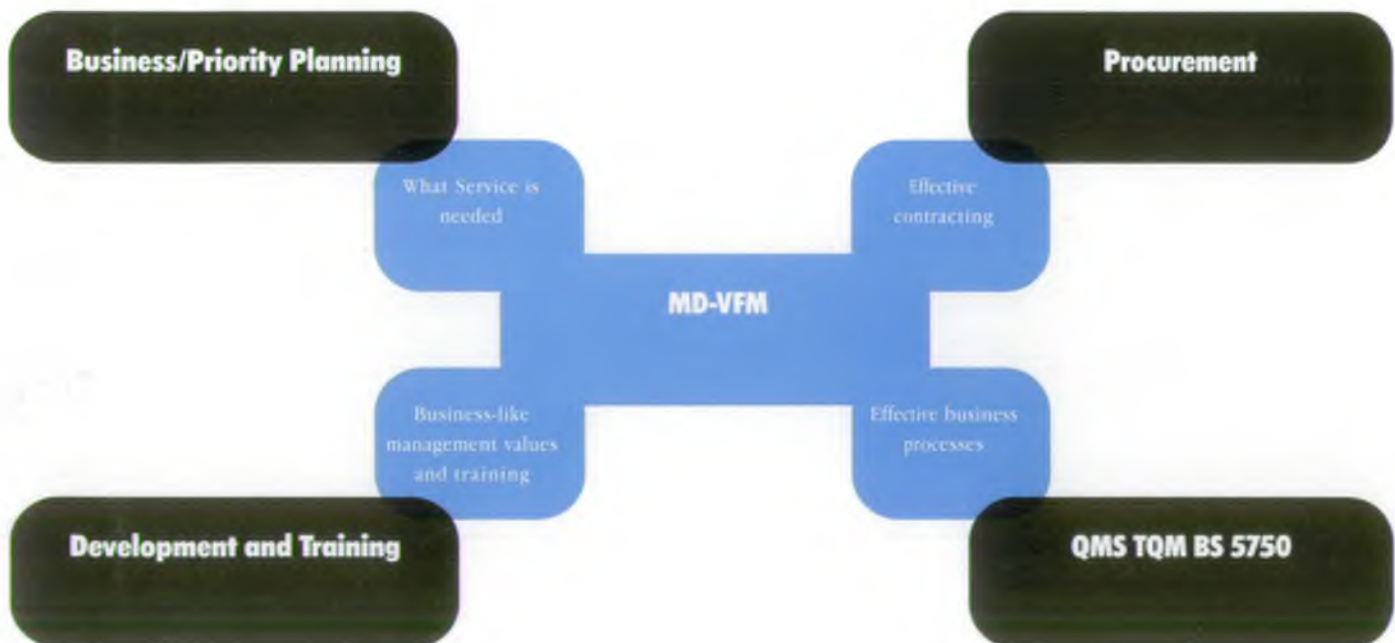 Business/Priority Planning
Procurement
What Service is
needed
Effective
contracting
MD-VFM
Business-like
management values
and training
Effective business
processes
Development and Training
QMS TQM BS 5750